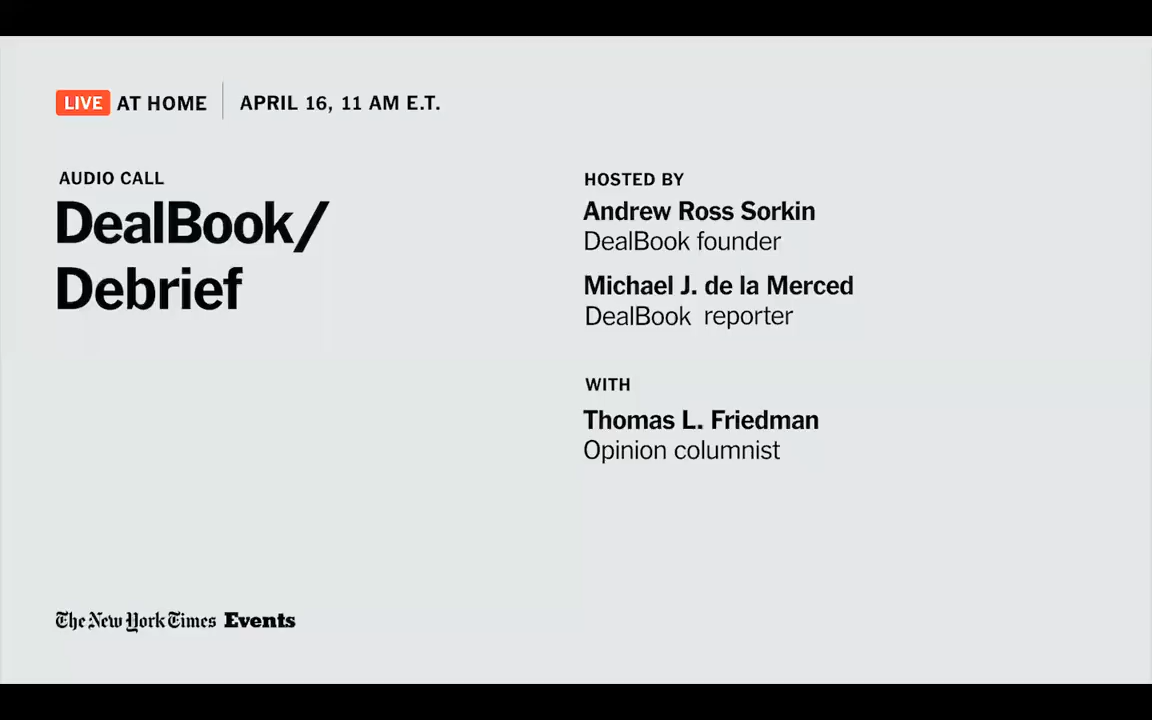 LIVE AT HOME APRIL 16, 11 AM E.T.
AUDIO CALL
DealBook/
Debrief
HOSTED BY
Andrew Ross Sorkin
DealBook founder
Michael J. de la Merced
DealBook reporter
WITH
Thomas L. Friedman
Opinion columnist
The New York Times Events